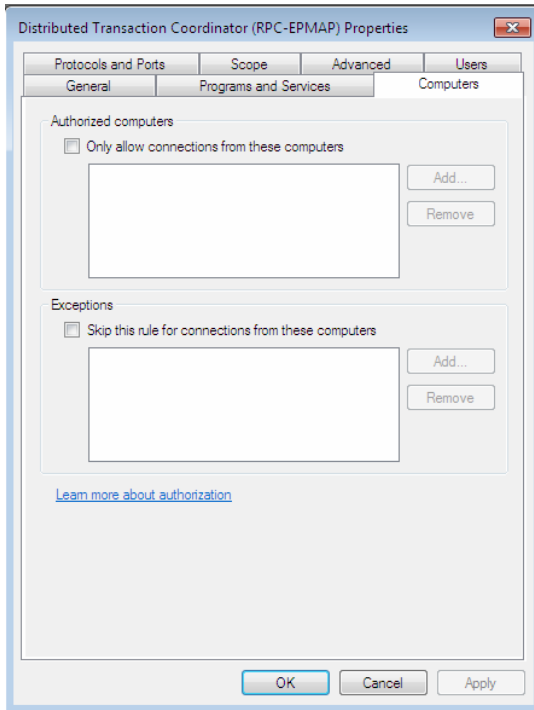 Distributed Transaction Coordinator (RPC-EPMAP) Properties
Protocols and Ports Scope Advanced Users
General Programs and Services Computers
Authorized computers
Only allow connections from these computers
Add...
Remove
Exceptions
Skip this rule for connections from these computers
Add...
Remove
Learn more about authorization
OK Cancel Apply